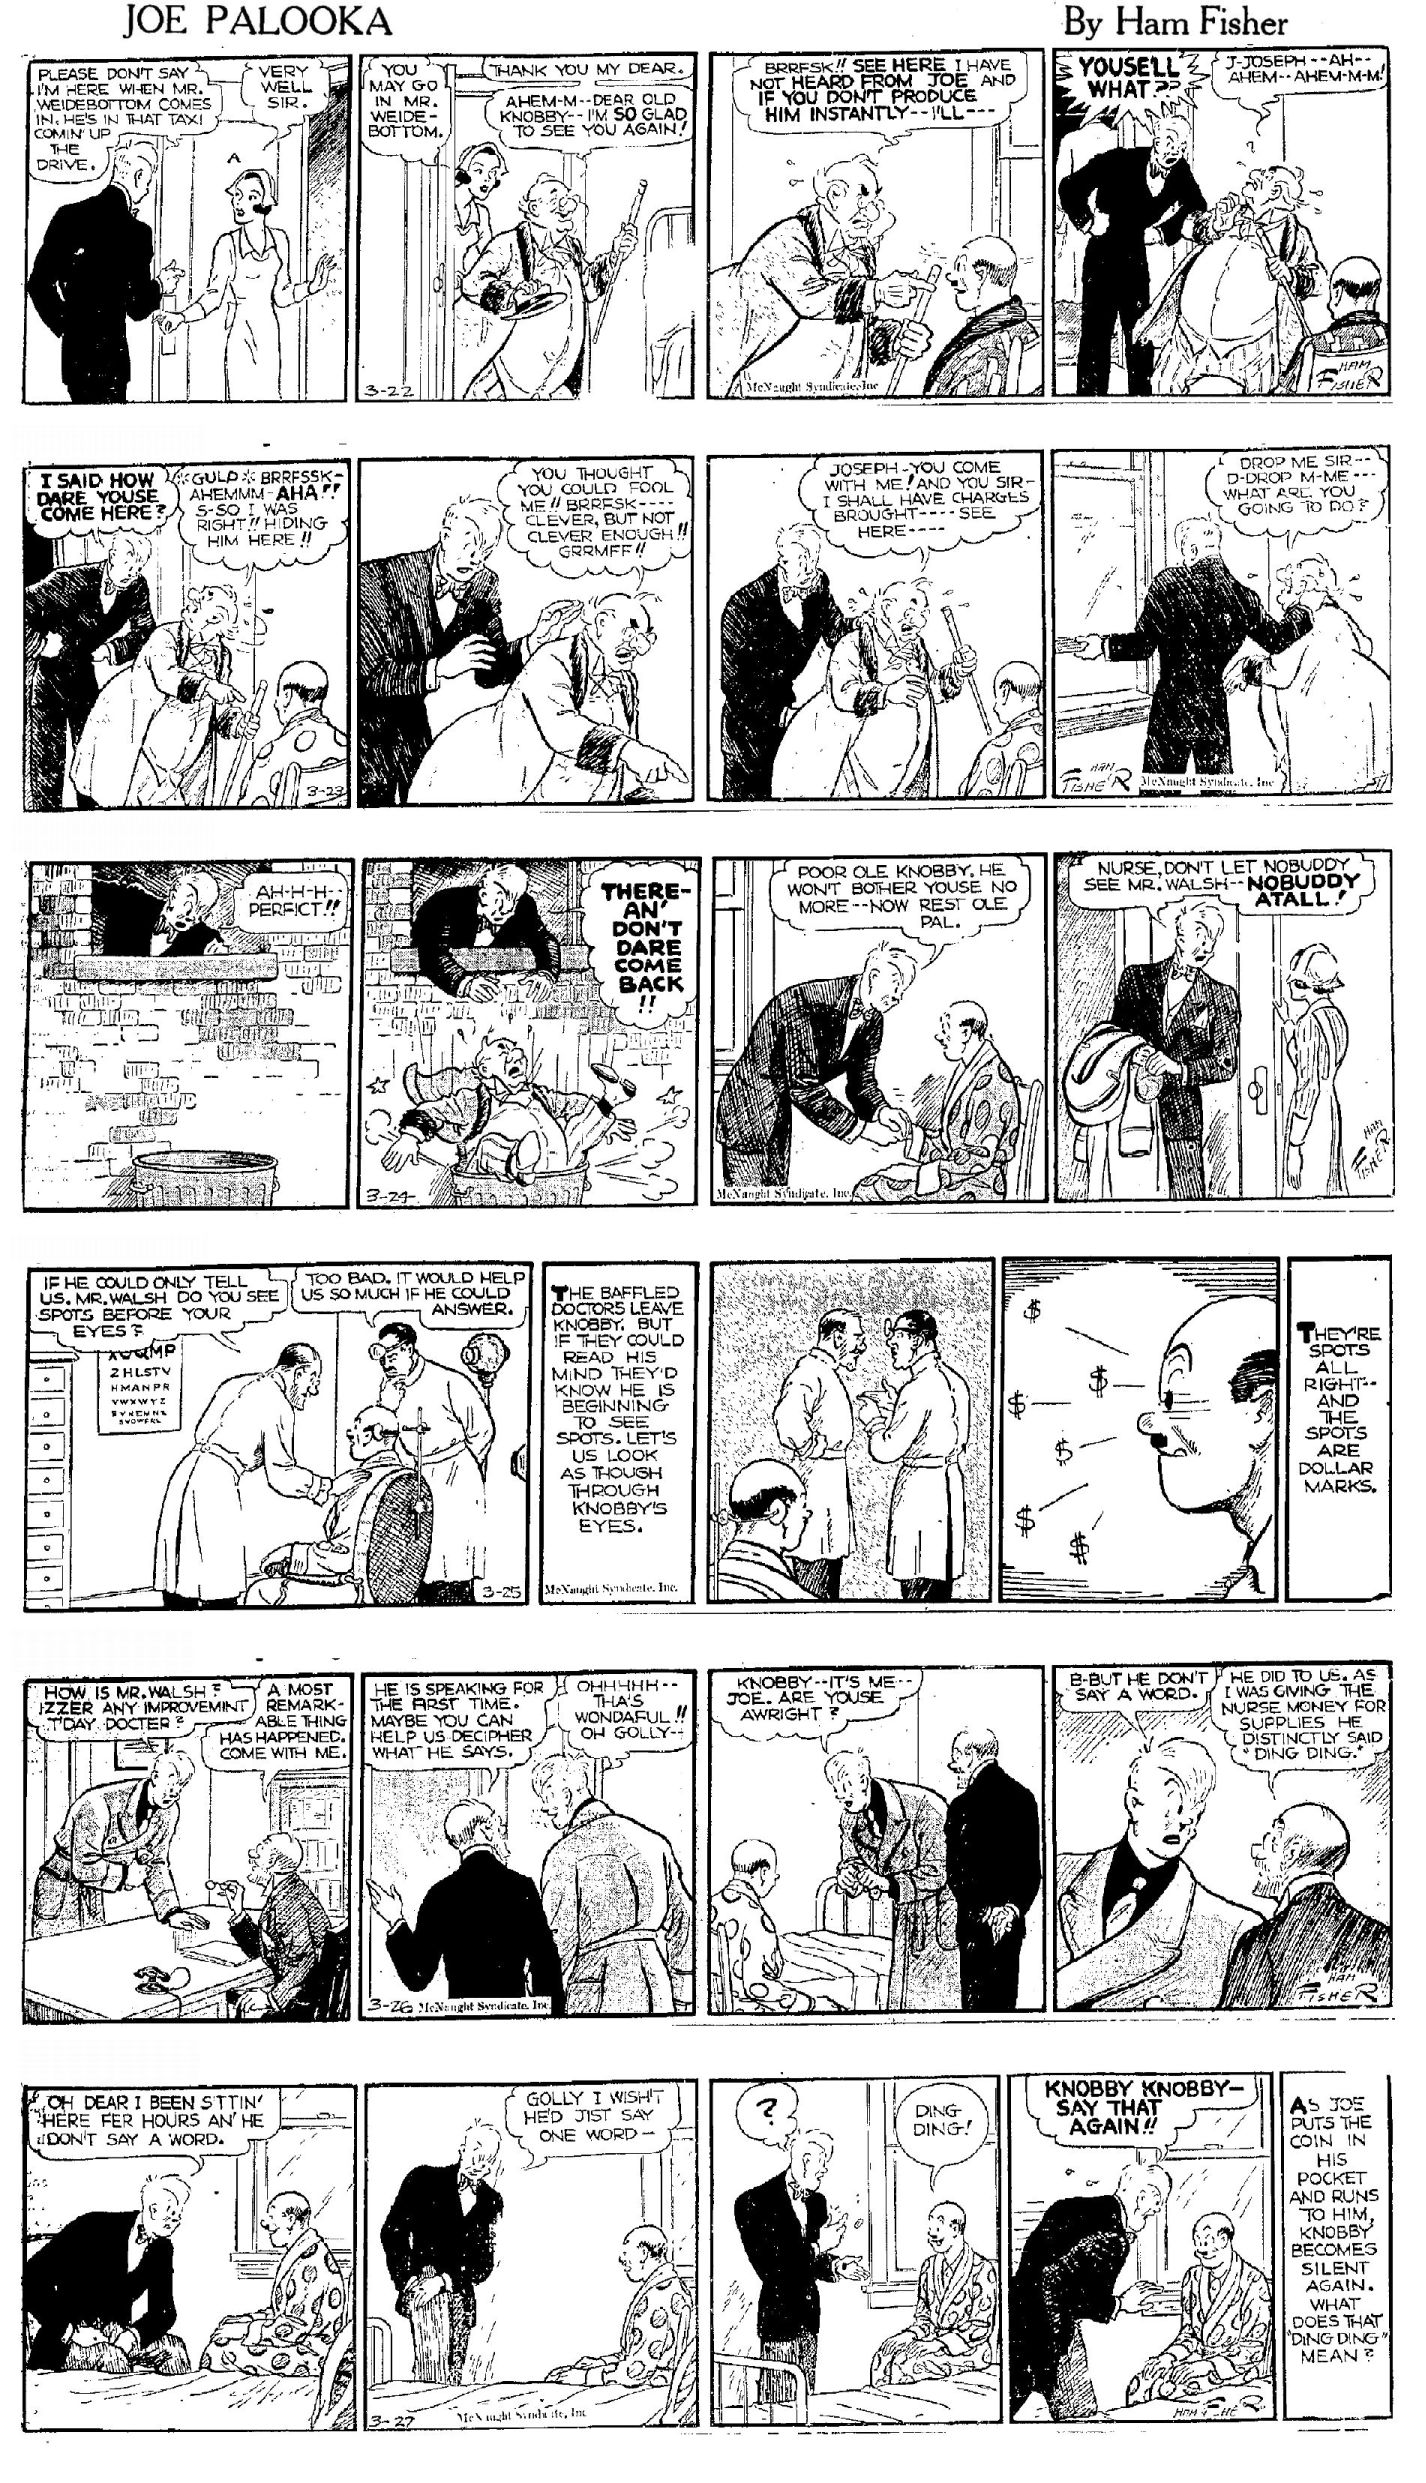 JOE PALOOKA
By Ham Fisher
PLEASE DON'T SAY
I'M HERE WHEN MR.
WEIDEBOTTOM COMES
IN. HE'S IN THAT TAXI
COMIN' UP
THE
DRIVE.
VERY
WELL
SIR.
YOU
MAY GO
IN MR.
WEIDE-
BOTTOM.
THANK YOU MY DEAR.
AHEM-M--DEAR OLD
KNOBBY--I'M SO GLAD
TO SEE YOU AGAIN!
3-22
BRRFSK!! SEE HERE I HAVE
NOT HEARD FROM JOE AND
IF YOU DON'T PRODUCE
HIM INSTANTLY--I'LL---
McNaught Syndicate, Inc
YOUSE'LL
WHAT??
J-JOSEPH--AH--
AHEM--AHEM-M-M!
?
HAM
FISHER
I SAID HOW
DARE YOUSE
COME HERE?
*GULP* BRRFSSK-
AHEMMM-AHA!!
S-SO I WAS
RIGHT!! HIDING
HIM HERE!!
3-23
YOU THOUGHT
YOU COULD FOOL
ME!! BRRFSK----
CLEVER, BUT NOT
CLEVER ENOUGH!!
GRRMFF!!
JOSEPH-YOU COME
WITH ME! AND YOU SIR-
I SHALL HAVE CHARGES
BROUGHT----SEE
HERE----
DROP ME SIR--
D-DROP M-ME---
WHAT ARE YOU
GOING TO DO?
HAM
FISHER
McNaught Syndicate, Inc
AH-H-H--
PERFICT!!
THERE-
AN'
DON'T
DARE
COME
BACK
!!
3-24
POOR OLE KNOBBY. HE
WON'T BOTHER YOUSE NO
MORE--NOW REST OLE
PAL.
McNaught Syndicate, Inc.
NURSE, DON'T LET NOBUDDY
SEE MR. WALSH--NOBUDDY
ATALL!
HAM
FISHER
IF HE COULD ONLY TELL
US. MR. WALSH DO YOU SEE
SPOTS BEFORE YOUR
EYES?
TOO BAD. IT WOULD HELP
US SO MUCH IF HE COULD
ANSWER.
2HLSTV
HMANPR
VWXWYZ
3-25
THE BAFFLED
DOCTORS LEAVE
KNOBBY. BUT
IF THEY COULD
READ HIS
MIND THEY'D
KNOW HE IS
BEGINNING
TO SEE
SPOTS. LET'S
US LOOK
AS THOUGH
THROUGH
KNOBBY'S
EYES.
McNaught Syndicate, Inc.
$
$
$
$
$
$
THEY'RE
SPOTS
ALL
RIGHT--
AND
THE
SPOTS
ARE
DOLLAR
MARKS.
HOW IS MR. WALSH?
IZZER ANY IMPROVEMINT
T'DAY, DOCTER?
A MOST
REMARK-
ABLE THING
HAS HAPPENED.
COME WITH ME.
HE IS SPEAKING FOR
THE FIRST TIME.
MAYBE YOU CAN
HELP US DECIPHER
WHAT HE SAYS.
OHHHHH--
THA'S
WONDAFUL!!
OH GOLLY--
3-26
McNaught Syndicate, Inc
KNOBBY--IT'S ME--
JOE. ARE YOUSE
AWRIGHT?
B-BUT HE DON'T
SAY A WORD.
HE DID TO US. AS
I WAS GIVING THE
NURSE MONEY FOR
SUPPLIES HE
DISTINCTLY SAID
"DING DING."
HAM
FISHER
OH DEAR I BEEN S'TTIN'
HERE FER HOURS AN' HE
DON'T SAY A WORD.
GOLLY I WISH'T
HE'D JIST SAY
ONE WORD—
3-27
McNaught Syndicate, Inc
?
DING
DING!
KNOBBY KNOBBY—
SAY THAT
AGAIN!!
HAM FISHER
AS JOE
PUTS THE
COIN IN
HIS
POCKET
AND RUNS
TO HIM,
KNOBBY
BECOMES
SILENT
AGAIN.
WHAT
DOES THAT
"DING DING"
MEAN?